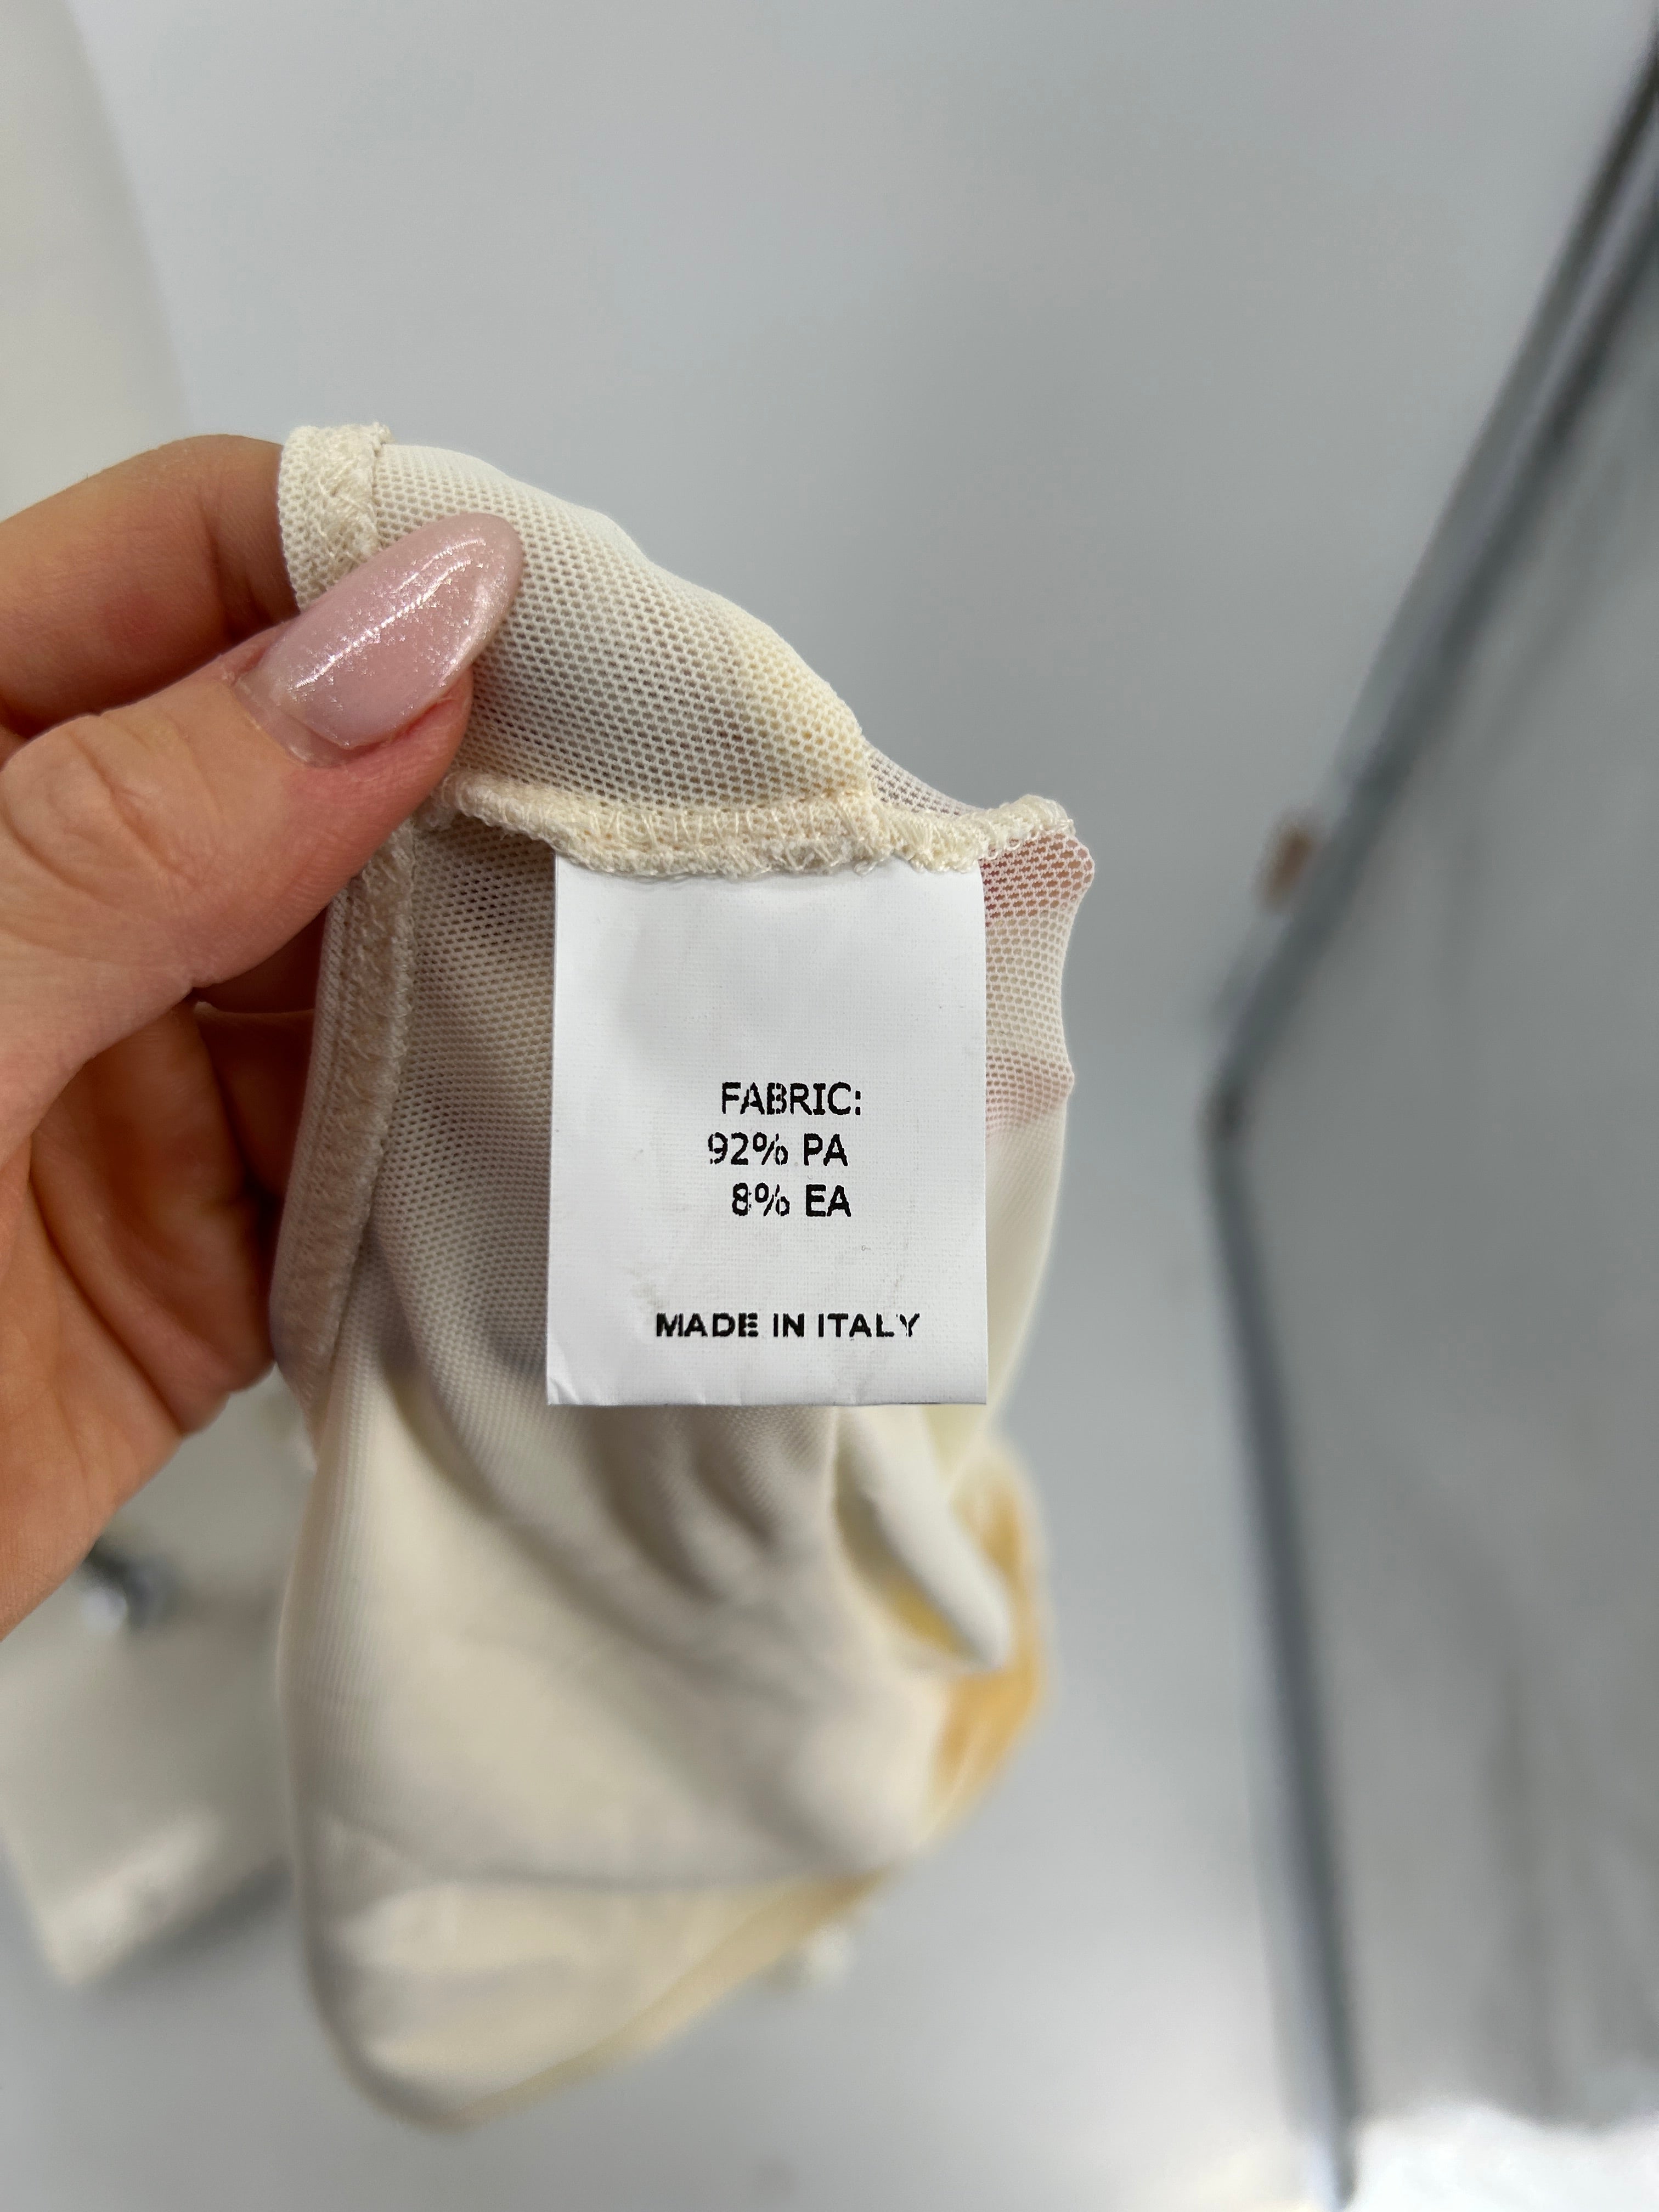 FABRIC:
92% PA
8% EA
MADE IN ITALY